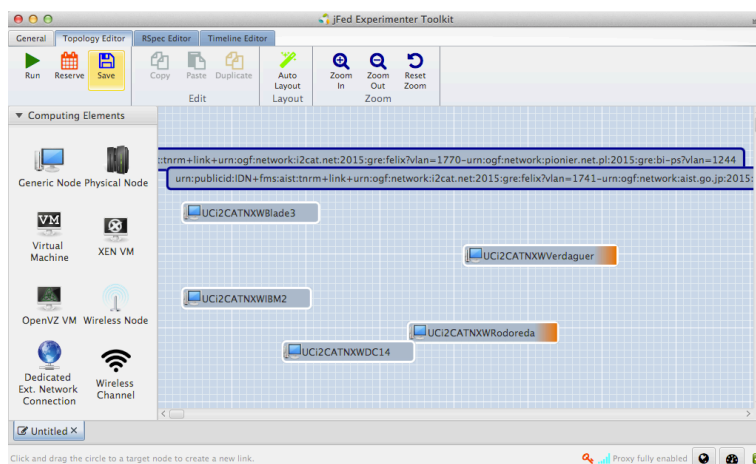 jFed Experimenter Toolkit
General Topology Editor RSpec Editor Timeline Editor
Run Reserve Save Copy Paste Duplicate Auto Layout Zoom In Zoom Out Reset Zoom
Edit Layout Zoom
Computing Elements
Generic Node Physical Node
Virtual Machine XEN VM
OpenVZ VM Wireless Node
Dedicated Ext. Network Connection Wireless Channel
:tnrm+link+urn:ogf:network:i2cat.net:2015:gre:felix?vlan=1770-urn:ogf:network:pionier.net.pl:2015:gre:bi-ps?vlan=1244
urn:publicid:IDN+fms:aist:tnrm+link+urn:ogf:network:i2cat.net:2015:gre:felix?vlan=1741-urn:ogf:network:aist.go.jp:2015:
UCi2CATNXWBlade3
UCi2CATNXWVerdaguer
UCi2CATNXWIBM2
UCi2CATNXWRodoreda
UCi2CATNXWDC14
Untitled
Click and drag the circle to a target node to create a new link.
Proxy fully enabled